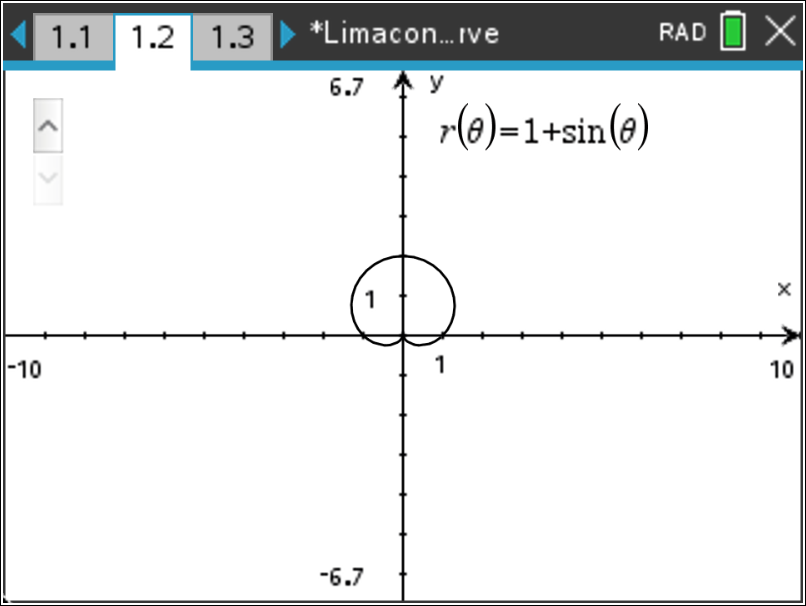 1.1 1.2 1.3 *Limacon...rve RAD
6.7 y
r(θ)=1+sin(θ)
1
x
-10 1 10
-6.7